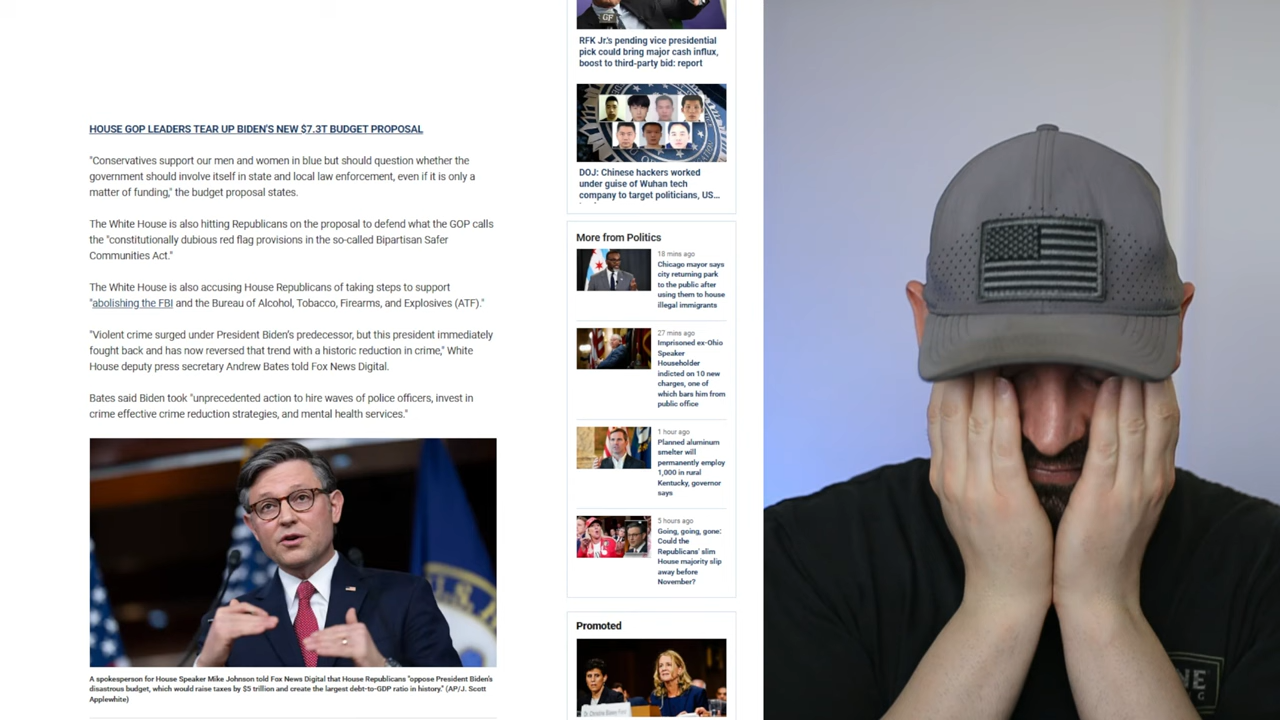 HOUSE GOP LEADERS TEAR UP BIDEN'S NEW $7.3T BUDGET PROPOSAL
"Conservatives support our men and women in blue but should question whether the
government should involve itself in state and local law enforcement, even if it is only a
matter of funding," the budget proposal states.
The White House is also hitting Republicans on the proposal to defend what the GOP calls
the "constitutionally dubious red flag provisions in the so-called Bipartisan Safer
Communities Act."
The White House is also accusing House Republicans of taking steps to support
"abolishing the FBI and the Bureau of Alcohol, Tobacco, Firearms, and Explosives (ATF)."
"Violent crime surged under President Biden's predecessor, but this president immediately
fought back and has now reversed that trend with a historic reduction in crime," White
House deputy press secretary Andrew Bates told Fox News Digital.
Bates said Biden took "unprecedented action to hire waves of police officers, invest in
crime effective crime reduction strategies, and mental health services."
A spokesperson for House Speaker Mike Johnson told Fox News Digital that House Republicans "oppose President Biden's
disastrous budget, which would raise taxes by $5 trillion and create the largest debt-to-GDP ratio in history." (AP/J. Scott
Applewhite)
GF
RFK Jr.'s pending vice presidential
pick could bring major cash influx,
boost to third-party bid: report
DOJ: Chinese hackers worked
under guise of Wuhan tech
company to target politicians, US...
More from Politics
18 mins ago
Chicago mayor says
city returning park
to the public after
using them to house
illegal immigrants
27 mins ago
Imprisoned ex-Ohio
Speaker
Householder
indicted on 10 new
charges, one of
which bars him from
public office
1 hour ago
Planned aluminum
smelter will
permanently employ
1,000 in rural
Kentucky, governor
says
5 hours ago
Going, going, gone:
Could the
Republicans' slim
House majority slip
away before
November?
Promoted